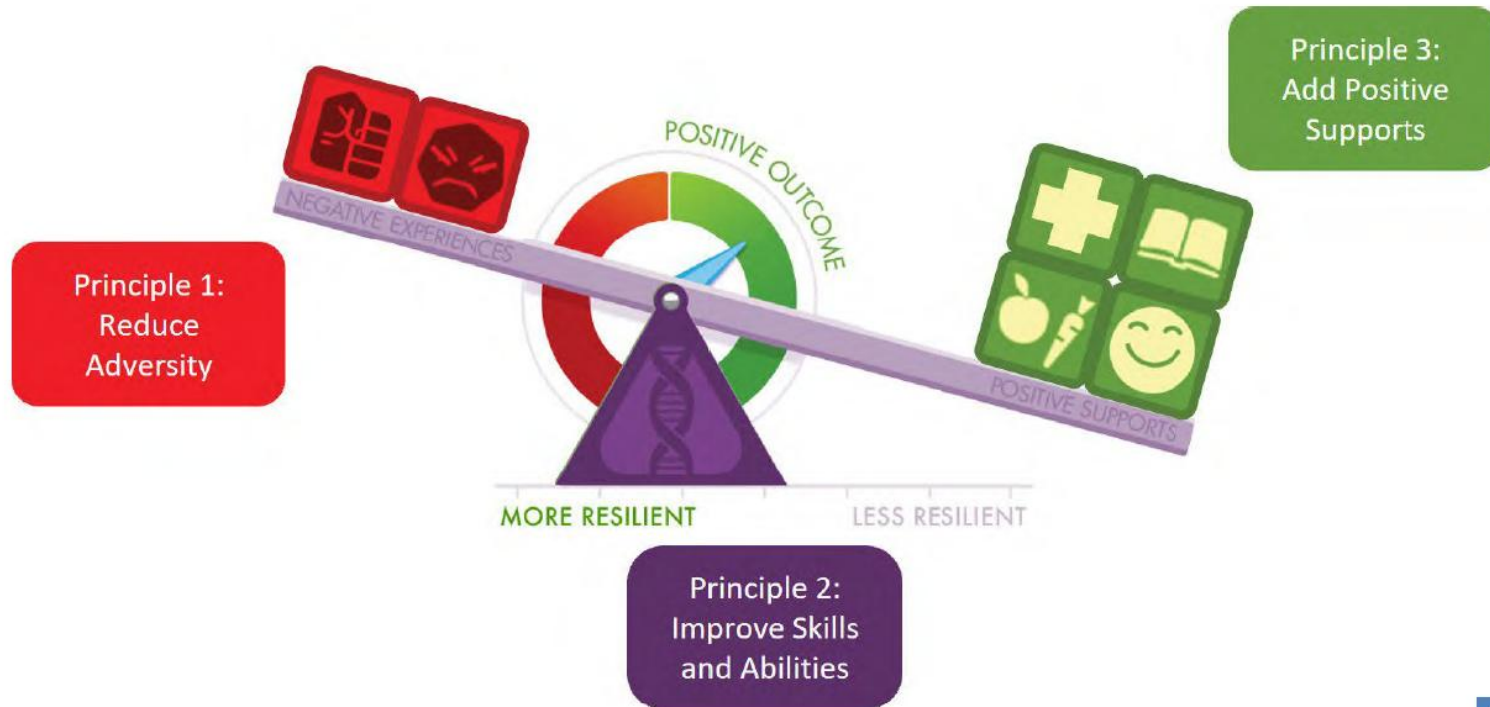 Principle 3:
Add Positive
Supports
POSITIVE OUTCOME
NEGATIVE EXPERIENCES
Principle 1:
Reduce
Adversity
POSITIVE SUPPORTS
MORE RESILIENT
LESS RESILIENT
Principle 2:
Improve Skills
and Abilities